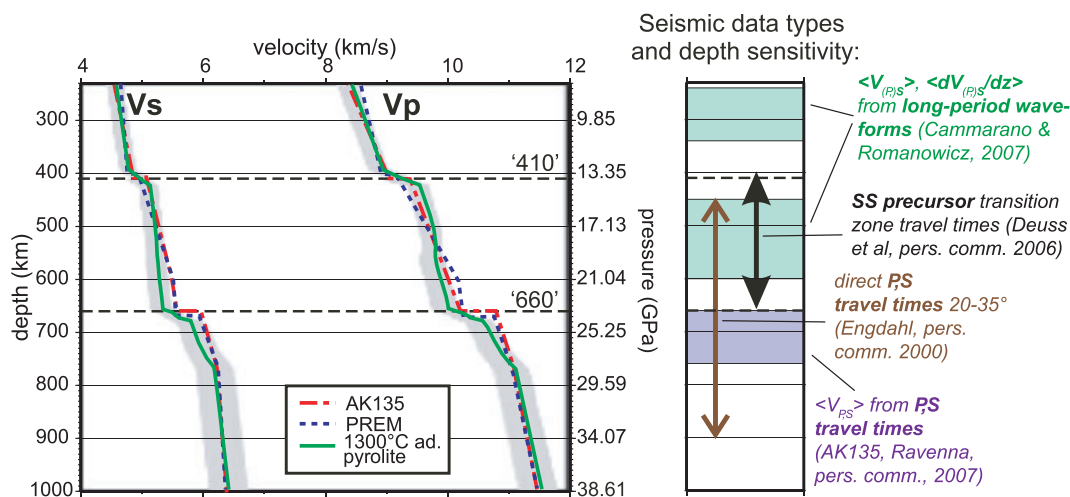 velocity (km/s)
4
6
8
10
12
Vs
Vp
300
400
500
600
700
800
900
1000
depth (km)
9.85
13.35
17.13
21.04
25.25
29.59
34.07
38.61
pressure (GPa)
'410'
'660'
AK135
PREM
1300°C ad.
pyrolite
Seismic data types
and depth sensitivity:
<V(P,)S>, <dV(P,)S/dz>
from long-period wave-
forms (Cammarano &
Romanowicz, 2007)
SS precursor transition
zone travel times (Deuss
et al, pers. comm. 2006)
direct P,S
travel times 20-35°
(Engdahl, pers.
comm. 2000)
<VP,S> from P,S
travel times
(AK135, Ravenna,
pers. comm., 2007)